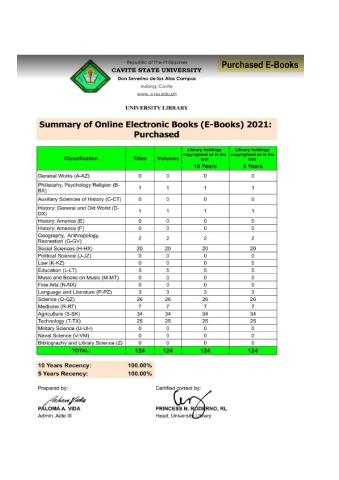 Republic of the Philippines
Purchased E-Books
CAVITE STATE UNIVERSITY
Don Severino de las Alas Campus
Indang, Cavite
www.cvsu.edu.ph
UNIVERSITY LIBRARY
Summary of Online Electronic Books (E-Books) 2021:
Purchased
Classification Titles Volumes Library holdings copyrighted w/ in the last 10 Years Library holdings copyrighted w/ in the last 5 Years
General Works (A-AZ) 0 0 0 0
Philosophy, Psychology Religion (B-BX) 1 1 1 1
Auxiliary Sciences of History (C-CT) 0 0 0 0
History: General and Old World (D-DX) 1 1 1 1
History: America (E) 0 0 0 0
History: America (F) 0 0 0 0
Geography, Anthropology, Recreation (G-GV) 2 2 2 2
Social Sciences (H-HX) 20 20 20 20
Political Science (J-JZ) 0 0 0 0
Law (K-KZ) 0 0 0 0
Education (L-LT) 5 5 5 5
Music and Books on Music (M-MT) 0 0 0 0
Fine Arts (N-NX) 0 0 0 0
Language and Literature (P-PZ) 3 3 3 3
Science (Q-QZ) 26 26 26 26
Medicine (R-RT) 7 7 7 7
Agriculture (S-SK) 34 34 34 34
Technology (T-TX) 25 25 25 25
Military Science (U-UH) 0 0 0 0
Naval Science (V-VM) 0 0 0 0
Bibliography and Library Science (Z) 0 0 0 0
TOTAL: 124 124 124 124
10 Years Recency: 100.00%
5 Years Recency: 100.00%
Prepared by: Certified correct by:
PALOMA A. VIDA PRINCESS N. RODERNO, RL
Admin. Aide III Head, University Library